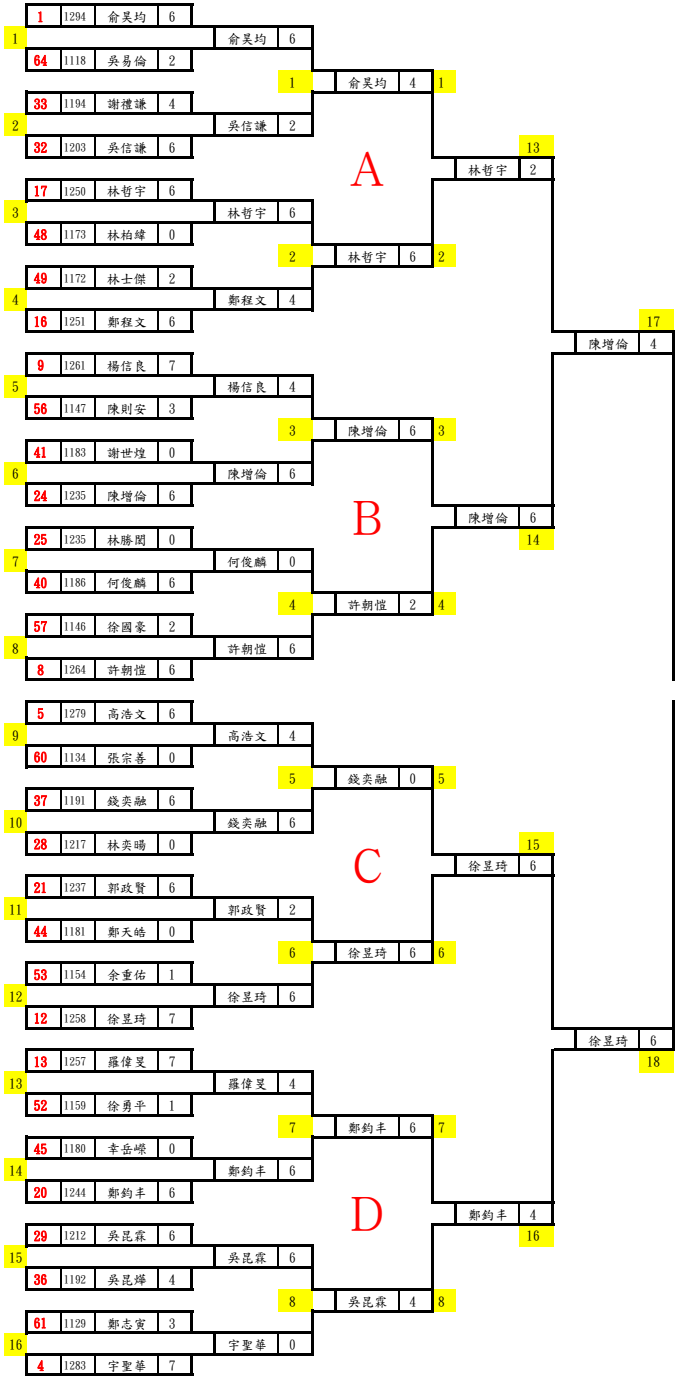 1 1294 俞昊均 6
1 俞昊均 6
64 1118 吳易倫 2
1 俞昊均 4 1
33 1194 謝禮謙 4
2 吳信謙 2
32 1203 吳信謙 6
A
13
林哲宇 2
17 1250 林哲宇 6
3 林哲宇 6
48 1173 林柏緯 0
2 林哲宇 6 2
49 1172 林士傑 2
4 鄭程文 4
16 1251 鄭程文 6
17
陳增倫 4
9 1261 楊信良 7
5 楊信良 4
56 1147 陳則安 3
3 陳增倫 6 3
41 1183 謝世煌 0
6 陳增倫 6
24 1235 陳增倫 6
B
陳增倫 6
14
25 1235 林勝閔 0
7 何俊麟 0
40 1186 何俊麟 6
4 許朝愷 2 4
57 1146 徐國豪 2
8 許朝愷 6
8 1264 許朝愷 6
5 1279 高浩文 6
9 高浩文 4
60 1134 張宗善 0
5 錢奕融 0 5
37 1191 錢奕融 6
10 錢奕融 6
28 1217 林奕暘 0
C
15
徐昱琦 6
21 1237 郭政賢 6
11 郭政賢 2
44 1181 鄭天皓 0
6 徐昱琦 6 6
53 1154 余重佑 1
12 徐昱琦 6
12 1258 徐昱琦 7
徐昱琦 6
18
13 1257 羅偉旻 7
13 羅偉旻 4
52 1159 徐勇平 1
7 鄭鈞丰 6 7
45 1180 幸岳嶸 0
14 鄭鈞丰 6
20 1244 鄭鈞丰 6
D
鄭鈞丰 4
16
29 1212 吳昆霖 6
15 吳昆霖 6
36 1192 吳昆燁 4
8 吳昆霖 4 8
61 1129 鄭志寅 3
16 宇聖華 0
4 1283 宇聖華 7